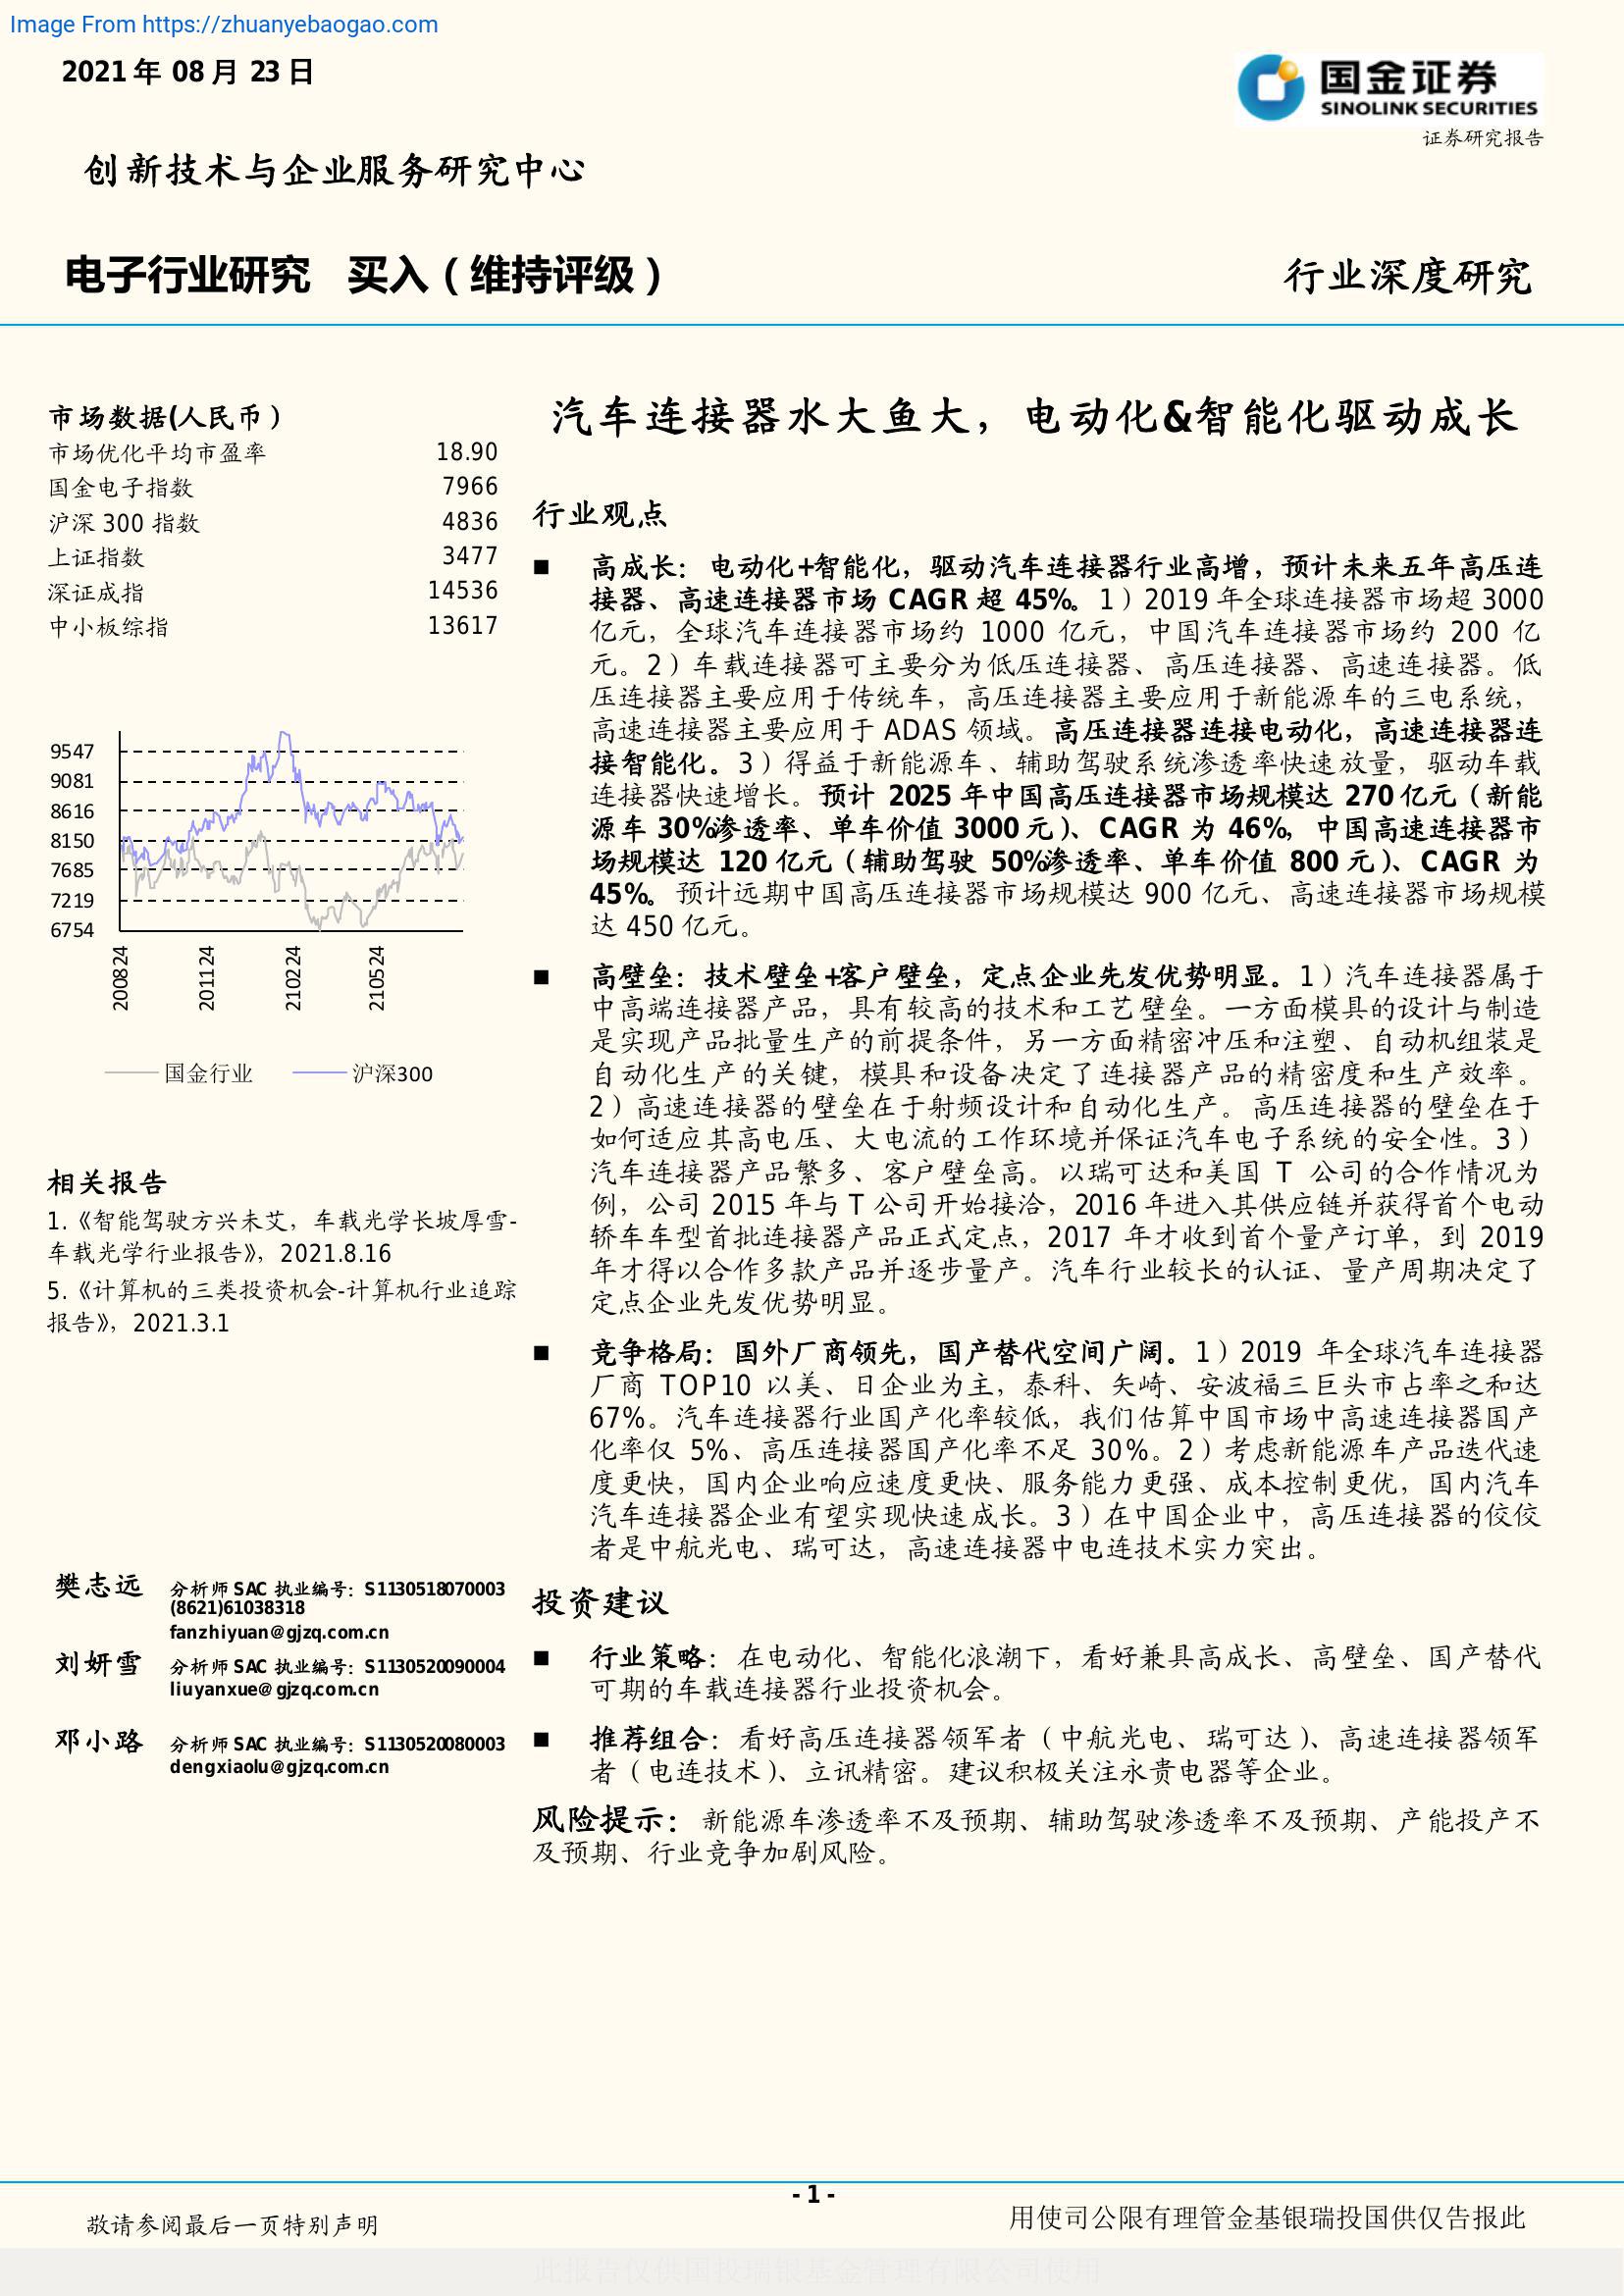 Image From https://zhuanyebaogao.com
2021 年 08 月 23 日
国金证券
SINOLINK SECURITIES
证券研究报告
创新技术与企业服务研究中心
电子行业研究 买入（维持评级）
行业深度研究
市场数据(人民币）
市场优化平均市盈率 18.90
国金电子指数 7966
沪深 300 指数 4836
上证指数 3477
深证成指 14536
中小板综指 13617
9547
9081
8616
8150
7685
7219
6754
200824
201124
210224
210524
国金行业 沪深300
相关报告
1.《智能驾驶方兴未艾，车载光学长坡厚雪-
车载光学行业报告》，2021.8.16
5.《计算机的三类投资机会-计算机行业追踪
报告》，2021.3.1
樊志远 分析师 SAC 执业编号：S1130518070003
(8621)61038318
fanzhiyuan@gjzq.com.cn
刘妍雪 分析师 SAC 执业编号：S1130520090004
liuyanxue@gjzq.com.cn
邓小路 分析师 SAC 执业编号：S1130520080003
dengxiaolu@gjzq.com.cn
汽车连接器水大鱼大，电动化&智能化驱动成长
行业观点
■ 高成长：电动化+智能化，驱动汽车连接器行业高增，预计未来五年高压连
接器、高速连接器市场 CAGR 超 45%。1）2019 年全球连接器市场超 3000
亿元，全球汽车连接器市场约 1000 亿元，中国汽车连接器市场约 200 亿
元。2）车载连接器可主要分为低压连接器、高压连接器、高速连接器。低
压连接器主要应用于传统车，高压连接器主要应用于新能源车的三电系统，
高速连接器主要应用于 ADAS 领域。高压连接器连接电动化，高速连接器连
接智能化。3）得益于新能源车、辅助驾驶系统渗透率快速放量，驱动车载
连接器快速增长。预计 2025 年中国高压连接器市场规模达 270 亿元（新能
源车 30%渗透率、单车价值 3000 元）、CAGR 为 46%，中国高速连接器市
场规模达 120 亿元（辅助驾驶 50%渗透率、单车价值 800 元）、CAGR 为
45%。预计远期中国高压连接器市场规模达 900 亿元、高速连接器市场规模
达 450 亿元。
■ 高壁垒：技术壁垒+客户壁垒，定点企业先发优势明显。1）汽车连接器属于
中高端连接器产品，具有较高的技术和工艺壁垒。一方面模具的设计与制造
是实现产品批量生产的前提条件，另一方面精密冲压和注塑、自动机组装是
自动化生产的关键，模具和设备决定了连接器产品的精密度和生产效率。
2）高速连接器的壁垒在于射频设计和自动化生产。高压连接器的壁垒在于
如何适应其高电压、大电流的工作环境并保证汽车电子系统的安全性。3）
汽车连接器产品繁多、客户壁垒高。以瑞可达和美国 T 公司的合作情况为
例，公司 2015 年与 T 公司开始接洽，2016 年进入其供应链并获得首个电动
轿车车型首批连接器产品正式定点，2017 年才收到首个量产订单，到 2019
年才得以合作多款产品并逐步量产。汽车行业较长的认证、量产周期决定了
定点企业先发优势明显。
■ 竞争格局：国外厂商领先，国产替代空间广阔。1）2019 年全球汽车连接器
厂商 TOP10 以美、日企业为主，泰科、矢崎、安波福三巨头市占率之和达
67%。汽车连接器行业国产化率较低，我们估算中国市场中高速连接器国产
化率仅 5%、高压连接器国产化率不足 30%。2）考虑新能源车产品迭代速
度更快，国内企业响应速度更快、服务能力更强、成本控制更优，国内汽车
汽车连接器企业有望实现快速成长。3）在中国企业中，高压连接器的佼佼
者是中航光电、瑞可达，高速连接器中电连技术实力突出。
投资建议
■ 行业策略：在电动化、智能化浪潮下，看好兼具高成长、高壁垒、国产替代
可期的车载连接器行业投资机会。
■ 推荐组合：看好高压连接器领军者（中航光电、瑞可达）、高速连接器领军
者（电连技术）、立讯精密。建议积极关注永贵电器等企业。
风险提示：新能源车渗透率不及预期、辅助驾驶渗透率不及预期、产能投产不
及预期、行业竞争加剧风险。
- 1 -
敬请参阅最后一页特别声明
用使司公限有理管金基银瑞投国供仅告报此
此报告仅供国投瑞银基金管理有限公司使用